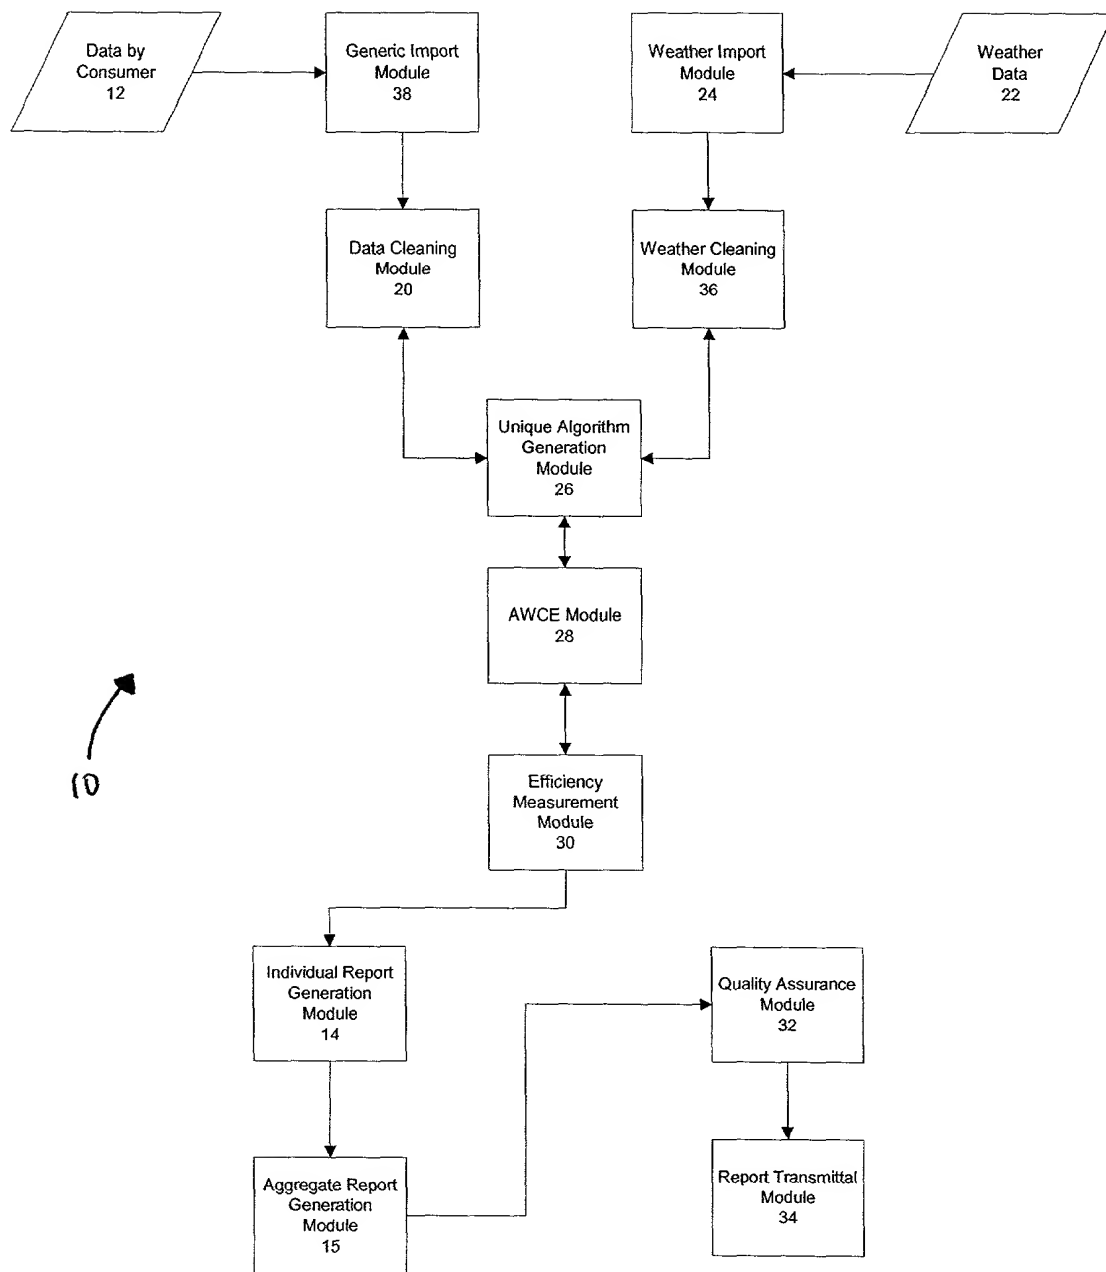 Data by
Consumer
12
Generic Import
Module
38
Weather Import
Module
24
Weather
Data
22
Data Cleaning
Module
20
Weather Cleaning
Module
36
Unique Algorithm
Generation
Module
26
AWCE Module
28
10
Efficiency
Measurement
Module
30
Individual Report
Generation
Module
14
Quality Assurance
Module
32
Aggregate Report
Generation
Module
15
Report Transmittal
Module
34